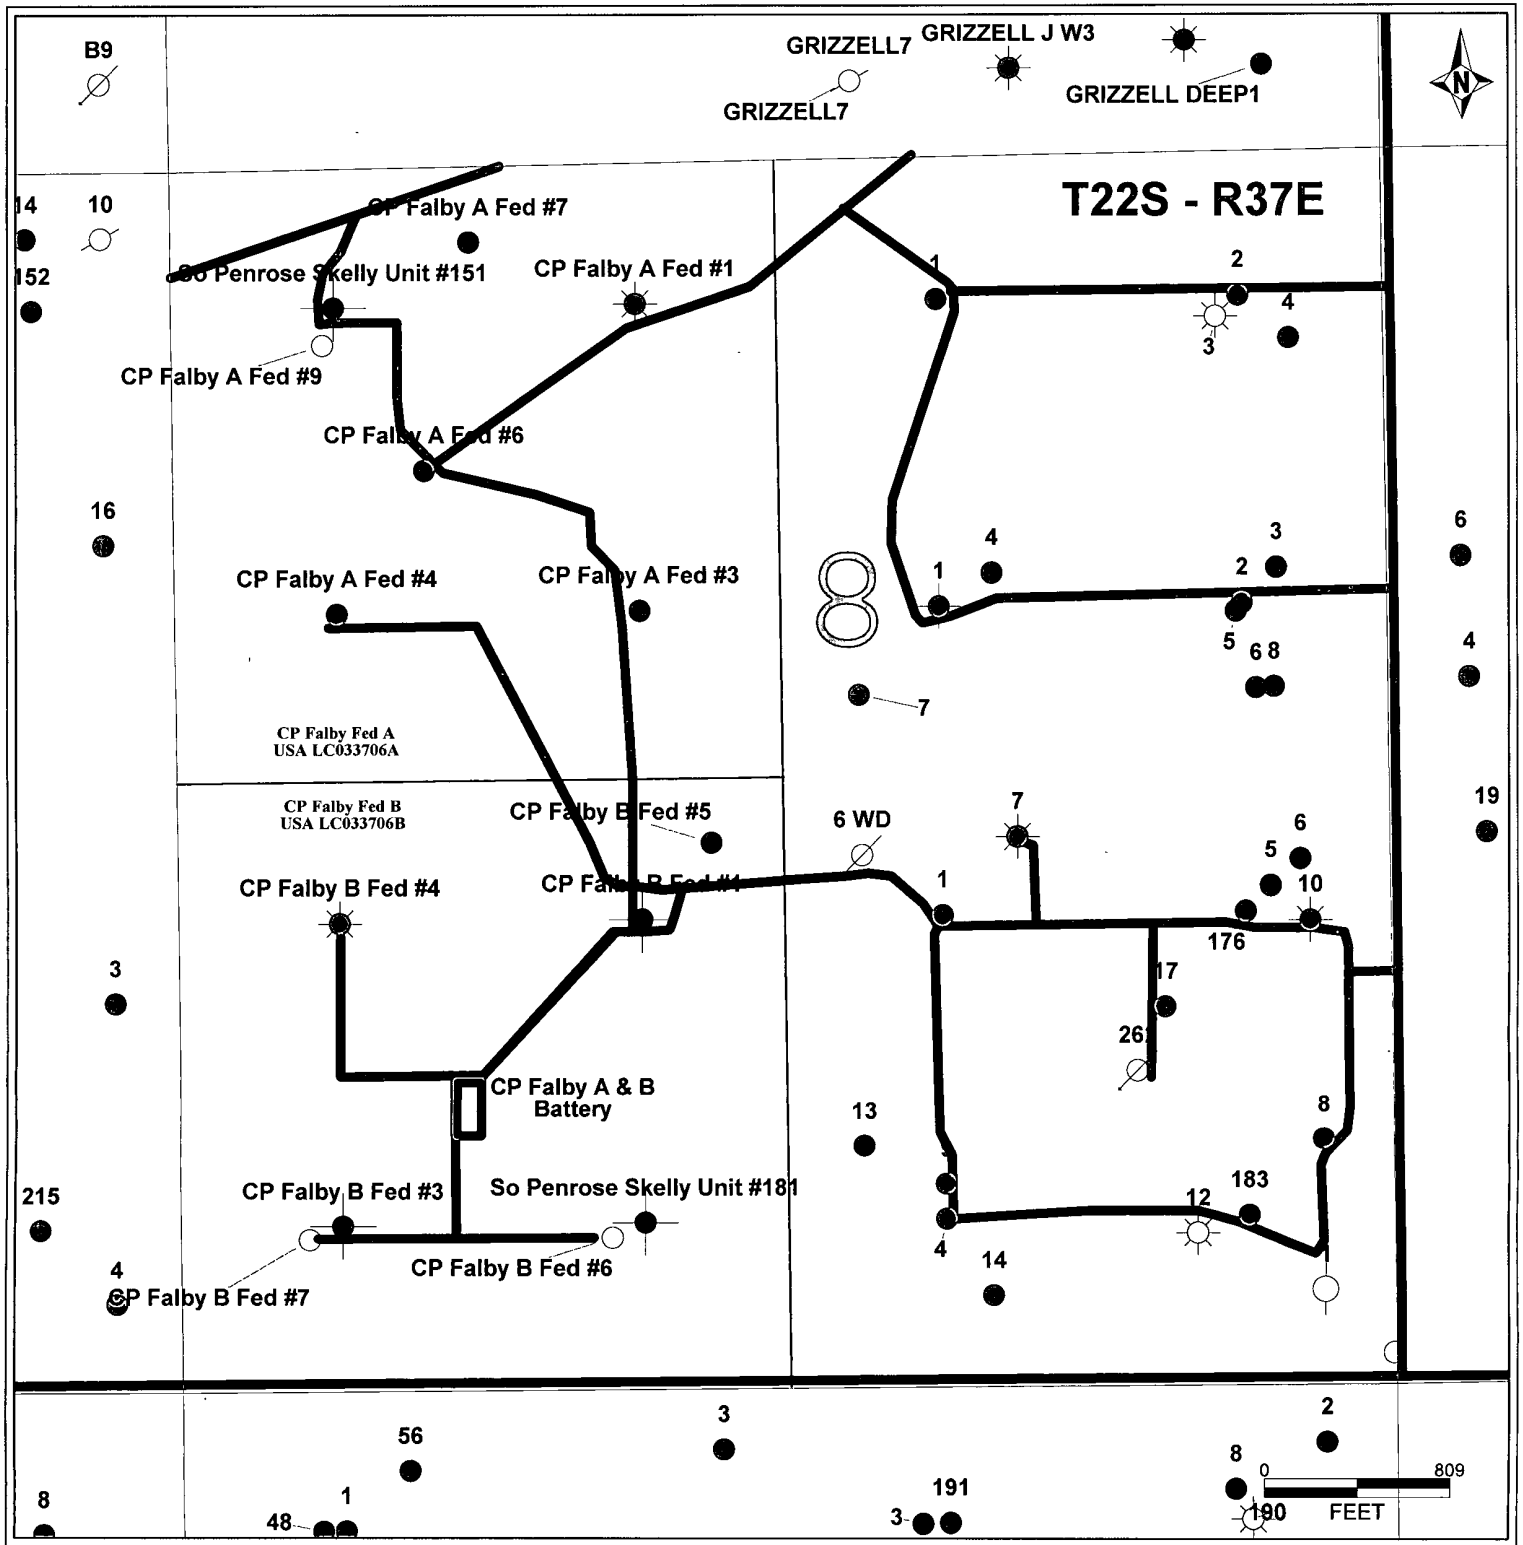 B9
GRIZZELL7
GRIZZELL J W3
GRIZZELL DEEP1
GRIZZELL7
N
T22S - R37E
14
10
CP Falby A Fed #7
152
So Penrose Skelly Unit #151
CP Falby A Fed #1
1
2
4
3
CP Falby A Fed #9
CP Falby A Fed #6
16
6
CP Falby A Fed #4
CP Falby A Fed #3
1
4
8
2
3
5
6 8
4
7
CP Falby Fed A
USA LC033706A
CP Falby Fed B
USA LC033706B
CP Falby B Fed #5
6 WD
7
6
19
5
CP Falby B Fed #4
CP Falby B Fed #1
1
10
176
3
17
CP Falby A & B
Battery
13
8
215
CP Falby B Fed #3
So Penrose Skelly Unit #181
12
183
4
CP Falby B Fed #6
14
4
CP Falby B Fed #7
56
3
2
8
0
809
FEET
8
48
1
3
191
190